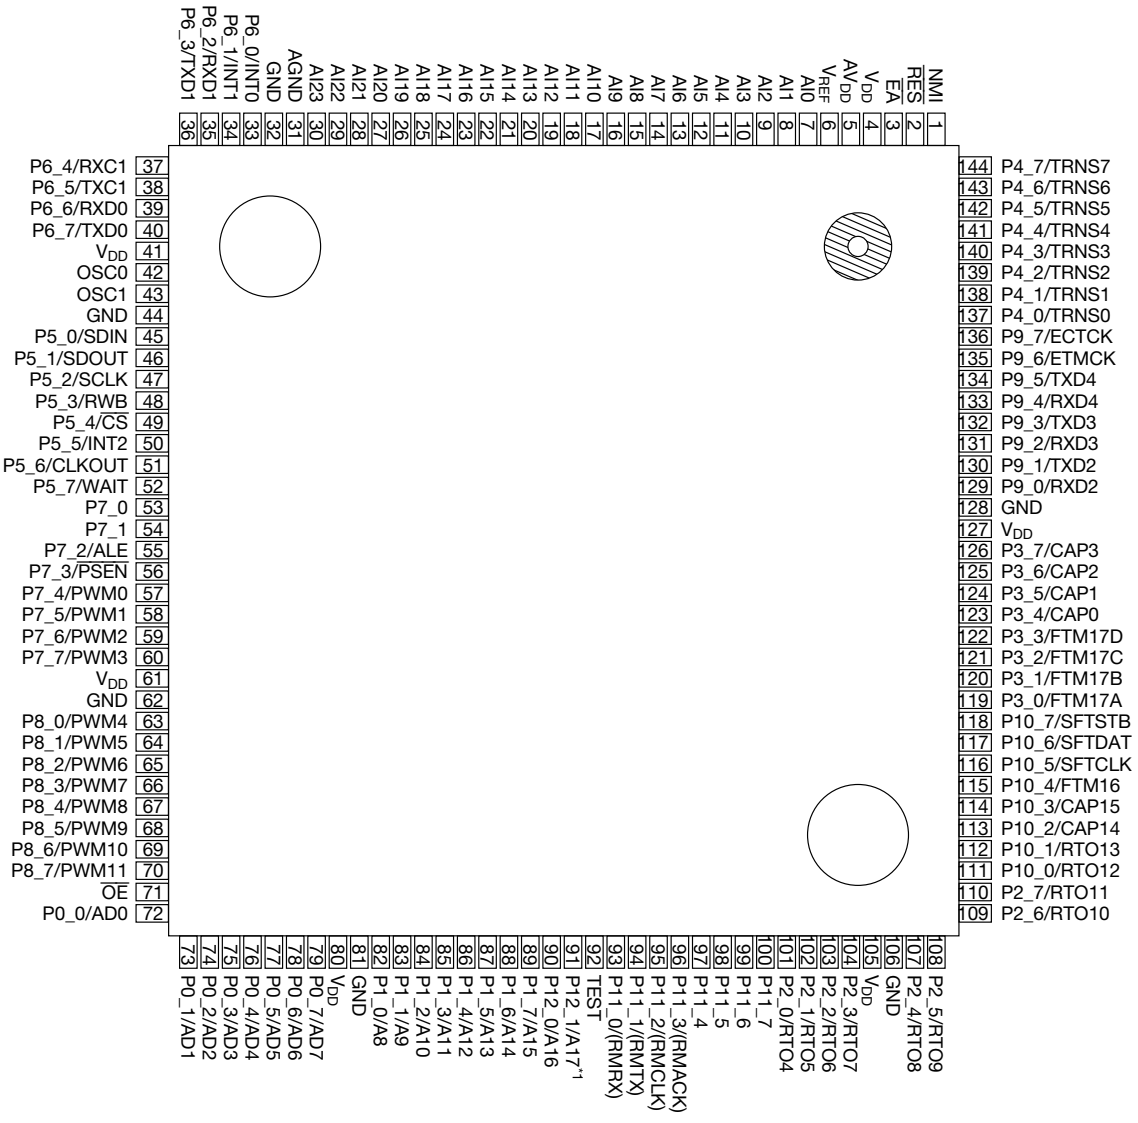 P6_3/TXD1 36
P6_2/RXD1 35
P6_1/INT1 34
P6_0/INT0 33
GND 32
AGND 31
AI23 30
AI22 29
AI21 28
AI20 27
AI19 26
AI18 25
AI17 24
AI16 23
AI15 22
AI14 21
AI13 20
AI12 19
AI11 18
AI10 17
AI9 16
AI8 15
AI7 14
AI6 13
AI5 12
AI4 11
AI3 10
AI2 9
AI1 8
AI0 7
VREF 6
AVDD 5
VDD 4
EA 3
RES 2
NMI 1
P6_4/RXC1 37
P6_5/TXC1 38
P6_6/RXD0 39
P6_7/TXD0 40
VDD 41
OSC0 42
OSC1 43
GND 44
P5_0/SDIN 45
P5_1/SDOUT 46
P5_2/SCLK 47
P5_3/RWB 48
P5_4/CS 49
P5_5/INT2 50
P5_6/CLKOUT 51
P5_7/WAIT 52
P7_0 53
P7_1 54
P7_2/ALE 55
P7_3/PSEN 56
P7_4/PWM0 57
P7_5/PWM1 58
P7_6/PWM2 59
P7_7/PWM3 60
VDD 61
GND 62
P8_0/PWM4 63
P8_1/PWM5 64
P8_2/PWM6 65
P8_3/PWM7 66
P8_4/PWM8 67
P8_5/PWM9 68
P8_6/PWM10 69
P8_7/PWM11 70
OE 71
P0_0/AD0 72
144 P4_7/TRNS7
143 P4_6/TRNS6
142 P4_5/TRNS5
141 P4_4/TRNS4
140 P4_3/TRNS3
139 P4_2/TRNS2
138 P4_1/TRNS1
137 P4_0/TRNS0
136 P9_7/ECTCK
135 P9_6/ETMCK
134 P9_5/TXD4
133 P9_4/RXD4
132 P9_3/TXD3
131 P9_2/RXD3
130 P9_1/TXD2
129 P9_0/RXD2
128 GND
127 VDD
126 P3_7/CAP3
125 P3_6/CAP2
124 P3_5/CAP1
123 P3_4/CAP0
122 P3_3/FTM17D
121 P3_2/FTM17C
120 P3_1/FTM17B
119 P3_0/FTM17A
118 P10_7/SFTSTB
117 P10_6/SFTDAT
116 P10_5/SFTCLK
115 P10_4/FTM16
114 P10_3/CAP15
113 P10_2/CAP14
112 P10_1/RTO13
111 P10_0/RTO12
110 P2_7/RTO11
109 P2_6/RTO10
73 P0_1/AD1
74 P0_2/AD2
75 P0_3/AD3
76 P0_4/AD4
77 P0_5/AD5
78 P0_6/AD6
79 P0_7/AD7
80 VDD
81 GND
82 P1_0/A8
83 P1_1/A9
84 P1_2/A10
85 P1_3/A11
86 P1_4/A12
87 P1_5/A13
88 P1_6/A14
89 P1_7/A15
90 P12_0/A16
91 P12_1/A17*1
92 TEST
93 P11_0/(RMRX)
94 P11_1/(RMTX)
95 P11_2/(RMCLK)
96 P11_3/(RMACK)
97 P11_4
98 P11_5
99 P11_6
100 P11_7
101 P2_0/RTO4
102 P2_1/RTO5
103 P2_2/RTO6
104 P2_3/RTO7
105 VDD
106 GND
107 P2_4/RTO8
108 P2_5/RTO9